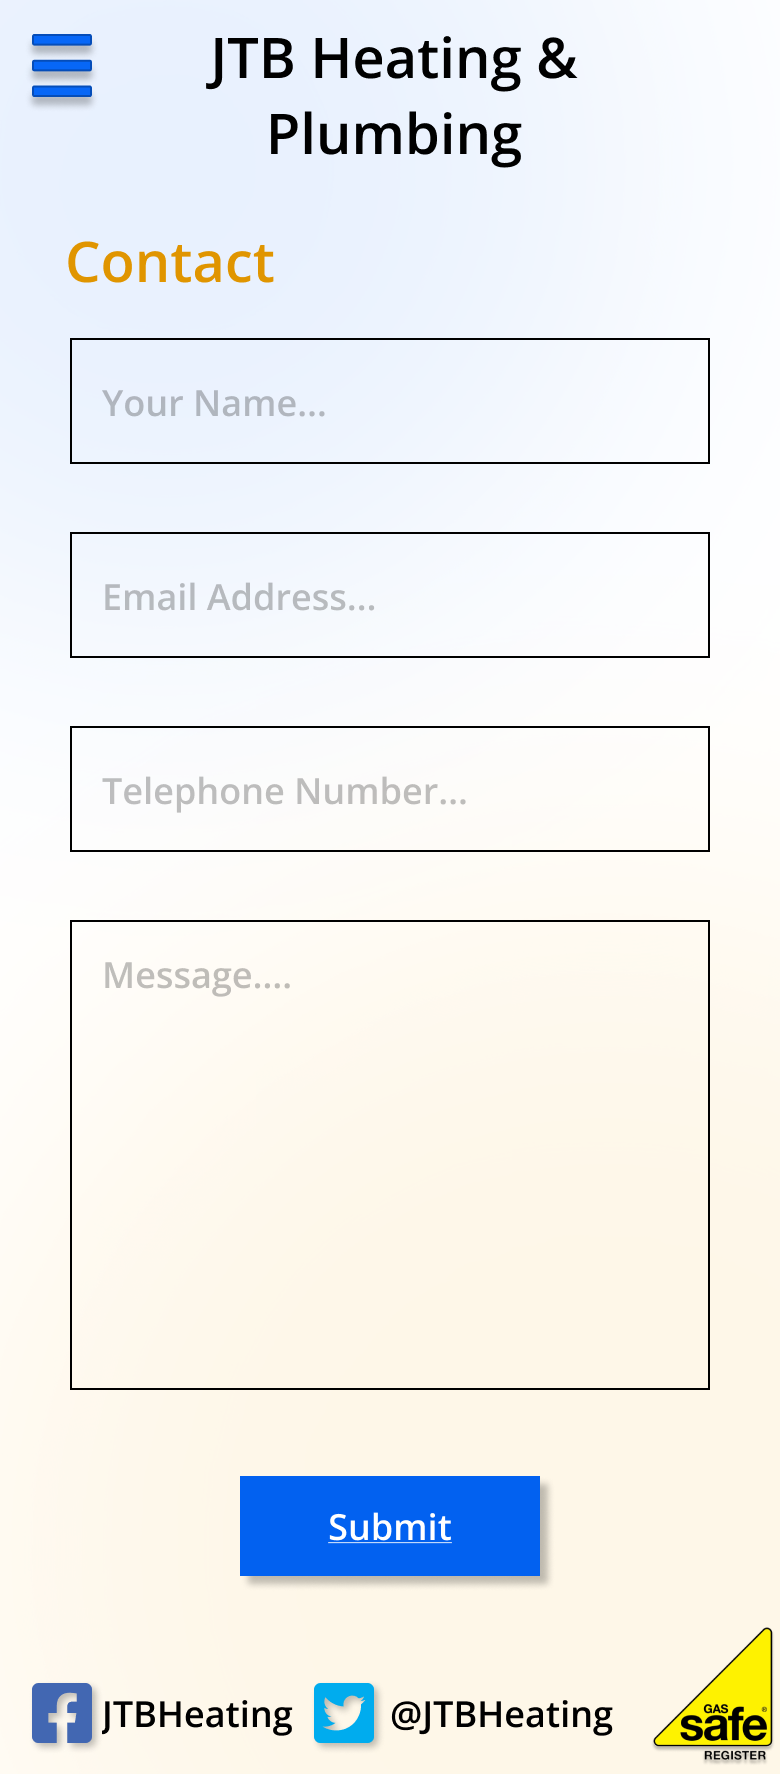 JTB Heating &
Plumbing
Contact
Your Name...
Email Address...
Telephone Number...
Message....
Submit
JTBHeating
@JTBHeating
GAS
safe®
REGISTER